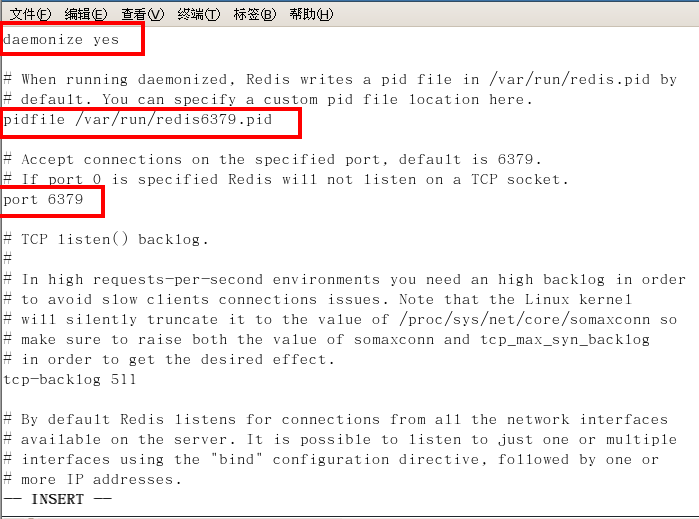 文件(F) 编辑(E) 查看(V) 终端(T) 标签(B) 帮助(H)
daemonize yes
# When running daemonized, Redis writes a pid file in /var/run/redis.pid by
# default. You can specify a custom pid file location here.
pidfile /var/run/redis6379.pid
# Accept connections on the specified port, default is 6379.
# If port 0 is specified Redis will not listen on a TCP socket.
port 6379
# TCP listen() backlog.
#
# In high requests-per-second environments you need an high backlog in order
# to avoid slow clients connections issues. Note that the Linux kernel
# will silently truncate it to the value of /proc/sys/net/core/somaxconn so
# make sure to raise both the value of somaxconn and tcp_max_syn_backlog
# in order to get the desired effect.
tcp-backlog 511
# By default Redis listens for connections from all the network interfaces
# available on the server. It is possible to listen to just one or multiple
# interfaces using the "bind" configuration directive, followed by one or
# more IP addresses.
-- INSERT --